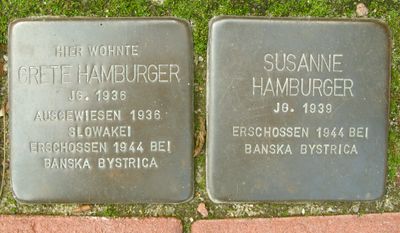 HIER WOHNTE
GRETE HAMBURGER
JG. 1936
AUSGEWIESEN 1936
SLOWAKEI
ERSCHOSSEN 1944 BEI
BANSKA BYSTRICA
SUSANNE
HAMBURGER
JG. 1939
ERSCHOSSEN 1944 BEI
BANSKA BYSTRICA